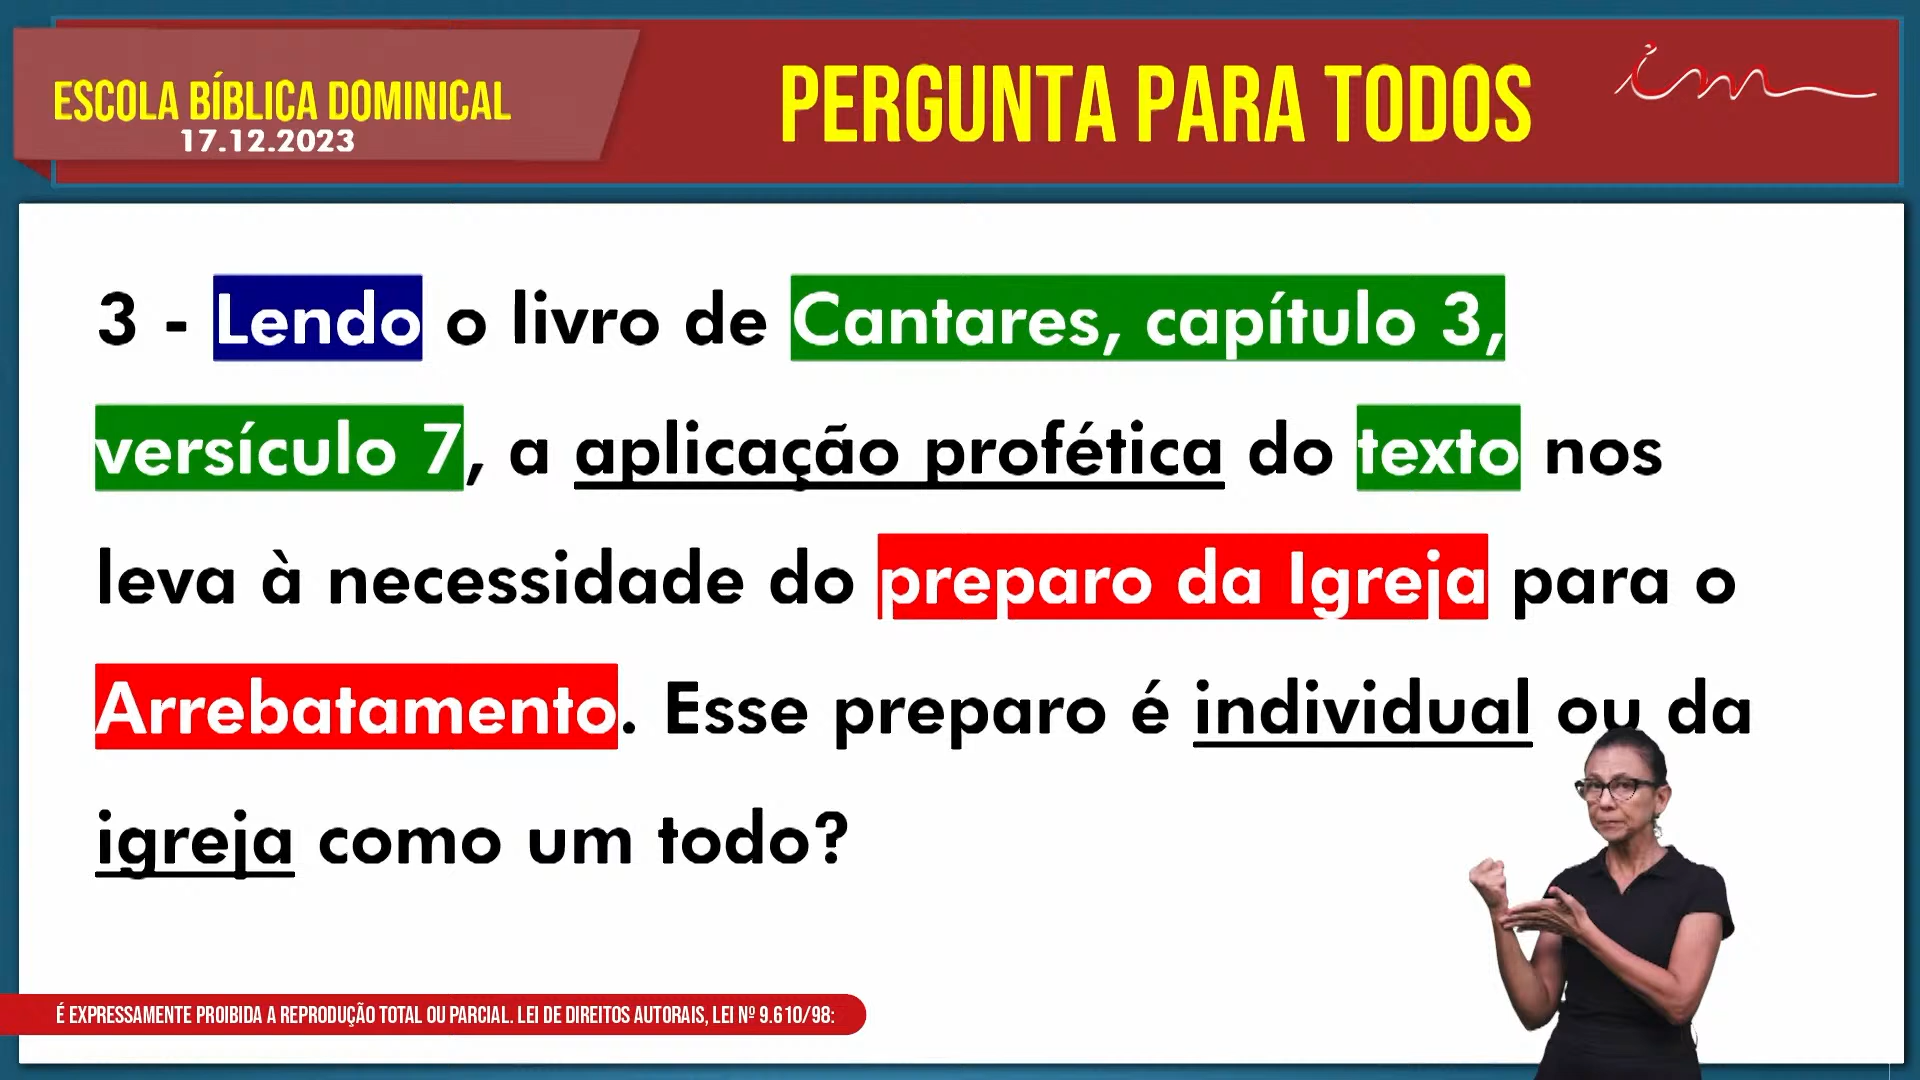 ESCOLA BÍBLICA DOMINICAL
17.12.2023
PERGUNTA PARA TODOS
im
3 - Lendo o livro de Cantares, capítulo 3,
versículo 7, a aplicação profética do texto nos
leva à necessidade do preparo da Igreja para o
Arrebatamento. Esse preparo é individual ou da
igreja como um todo?
É EXPRESSAMENTE PROIBIDA A REPRODUÇÃO TOTAL OU PARCIAL. LEI DE DIREITOS AUTORAIS, LEI Nº 9.610/98: